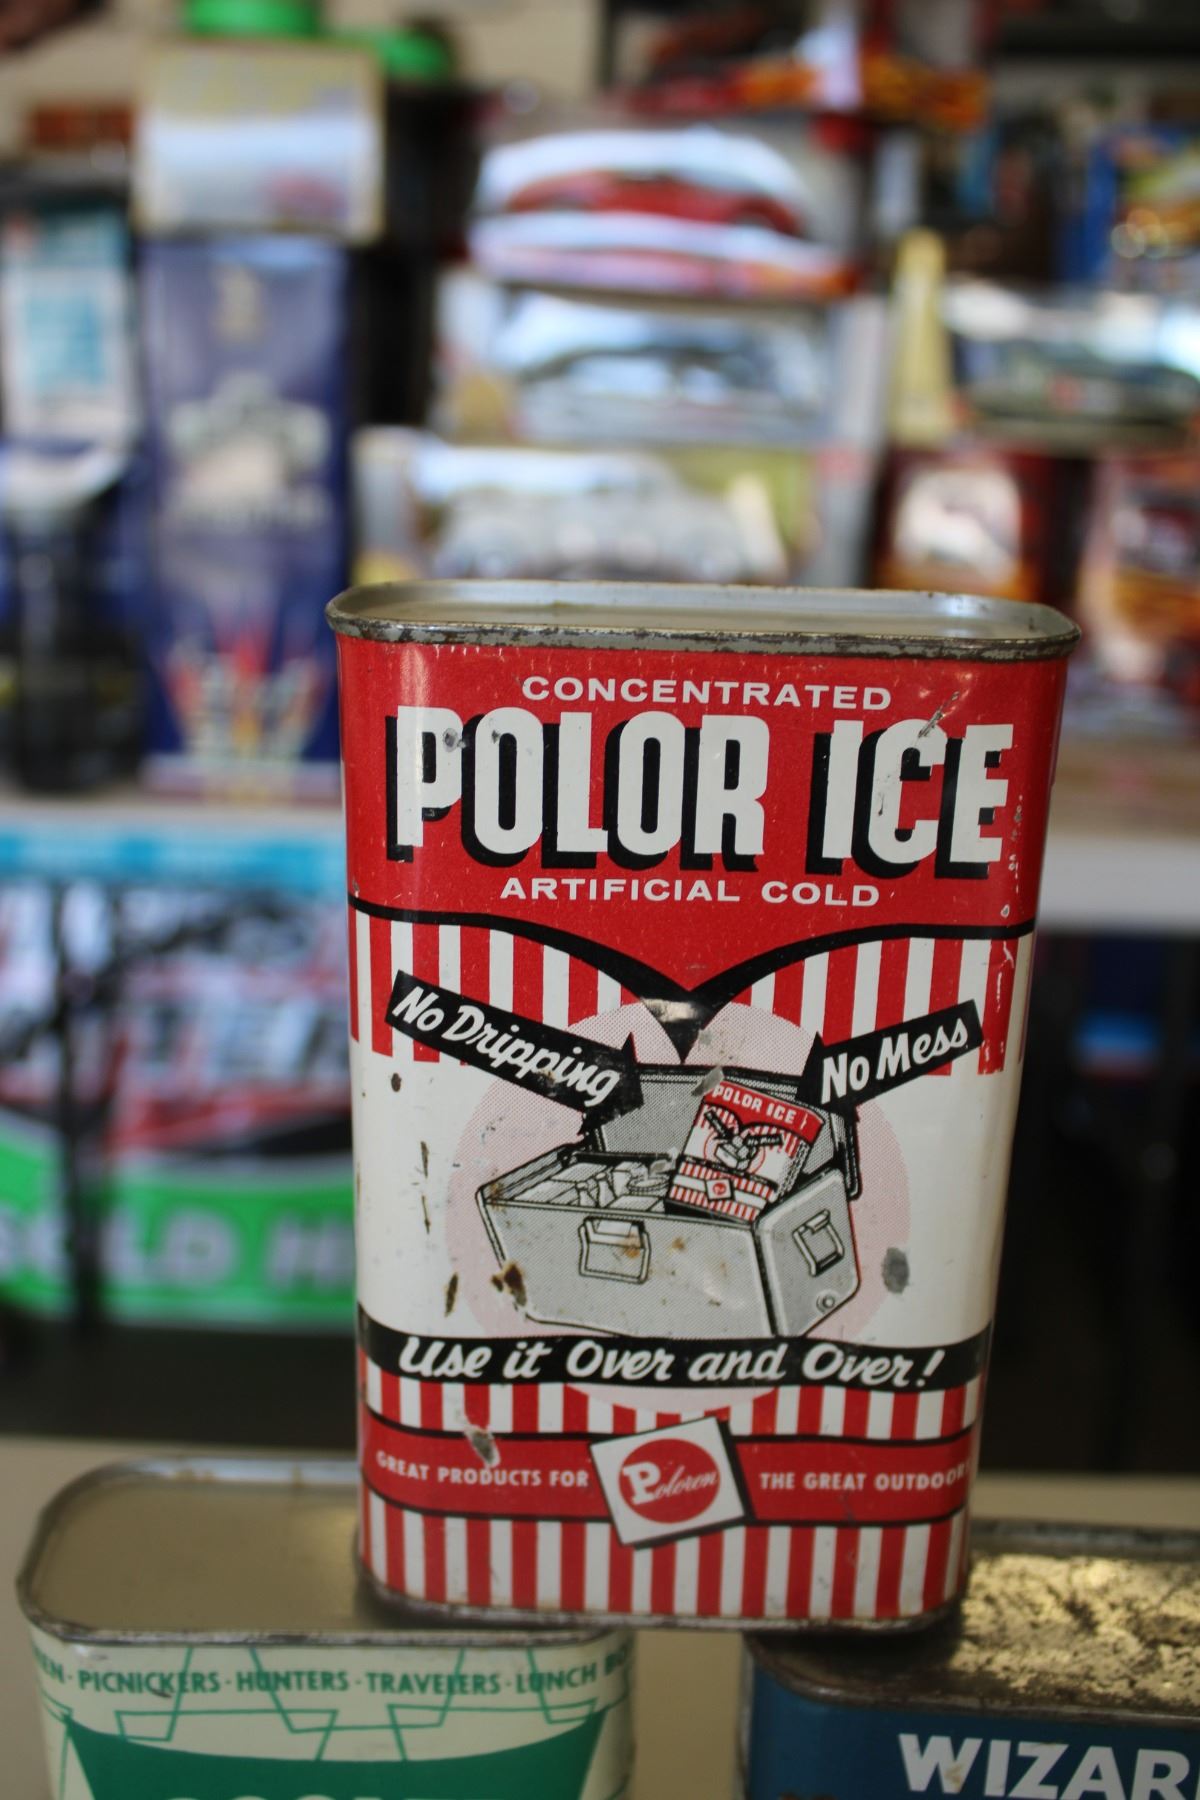 CONCENTRATED
POLOR ICE
ARTIFICIAL COLD
No Dripping
No Mess
POLOR ICE
Use it Over and Over!
GREAT PRODUCTS FOR Poloron THE GREAT OUTDOOR
PICNICKERS · HUNTERS · TRAVELERS · LUNCH
WIZAR